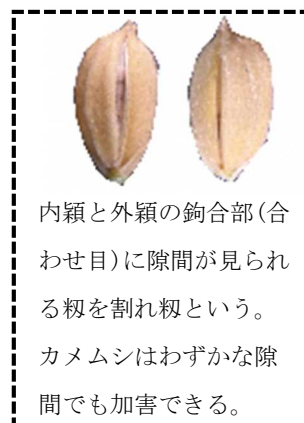 内穎と外穎の鉤合部(合
わせ目)に隙間が見られ
る籾を割れ籾という。
カメムシはわずかな隙
間でも加害できる。